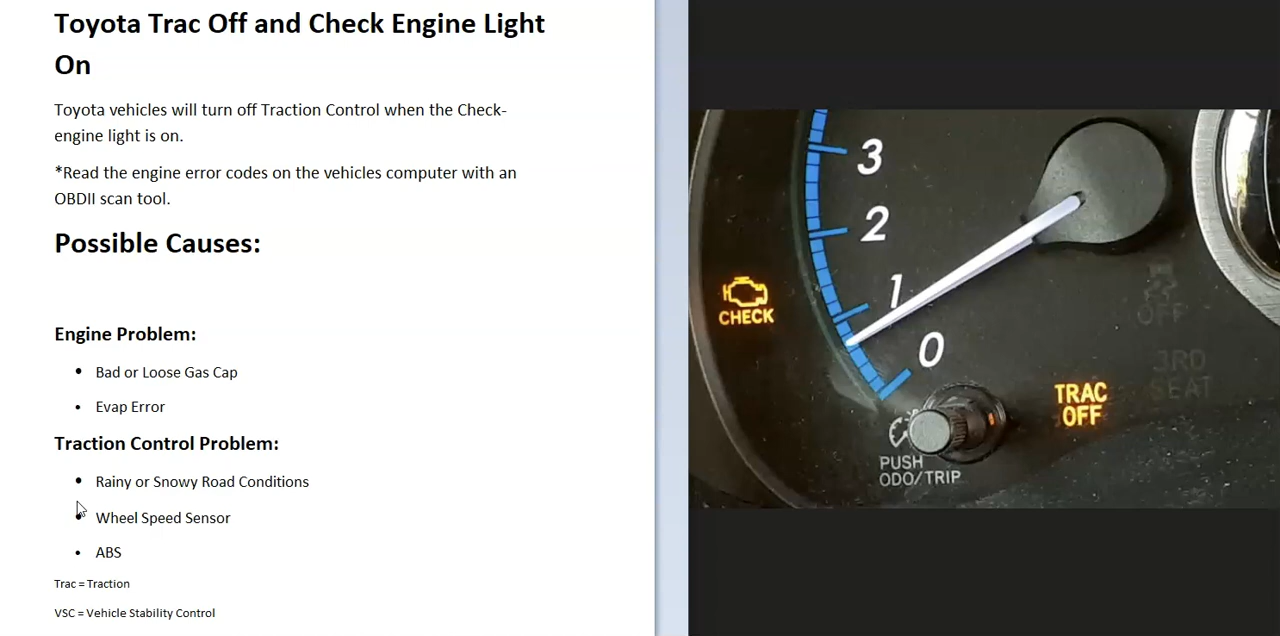 Toyota Trac Off and Check Engine Light
On
Toyota vehicles will turn off Traction Control when the Check-
engine light is on.
*Read the engine error codes on the vehicles computer with an
OBDII scan tool.
Possible Causes:
Engine Problem:
• Bad or Loose Gas Cap
• Evap Error
Traction Control Problem:
• Rainy or Snowy Road Conditions
• Wheel Speed Sensor
• ABS
Trac = Traction
VSC = Vehicle Stability Control
3
2
1
0
CHECK
OFF
3RD
SEAT
TRAC
OFF
PUSH
ODO/TRIP